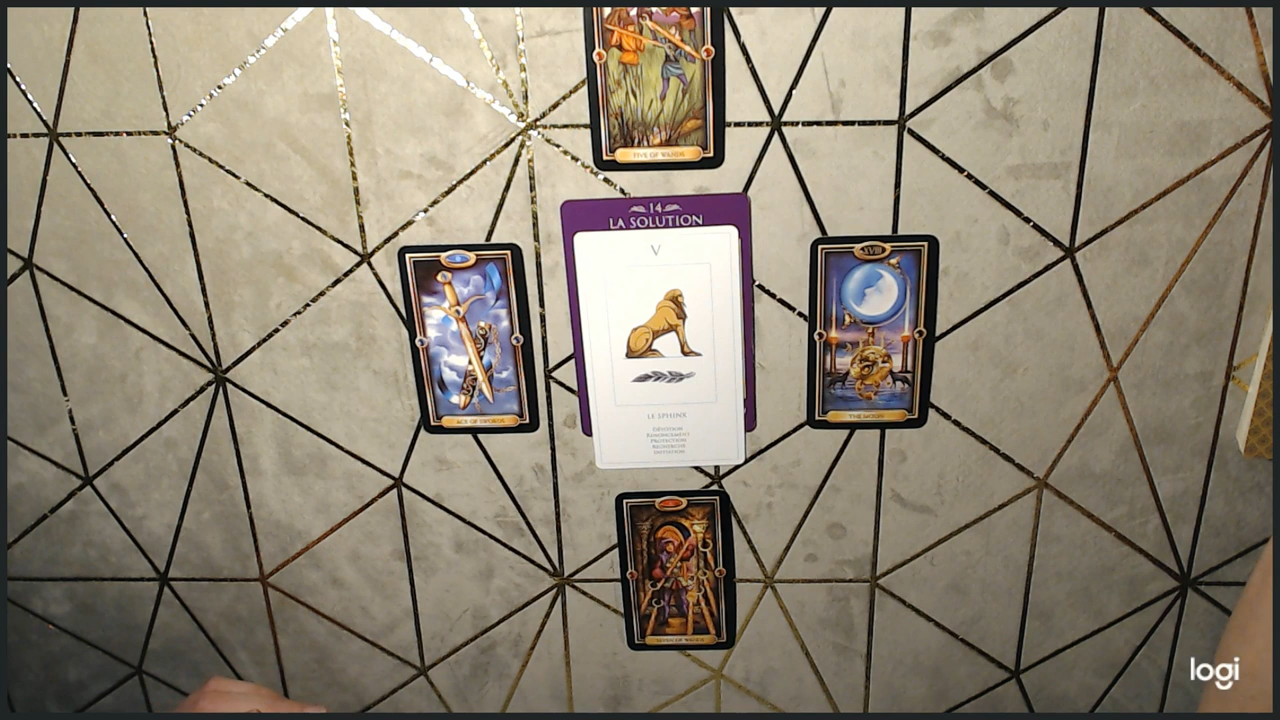 FIVE OF WANDS
14
LA SOLUTION
V
XVIII
ACE OF SWORDS
THE MOON
LE SPHINX
DÉVOTION
RENONCEMENT
PROTECTION
RECHERCHE
INITIATION
logi